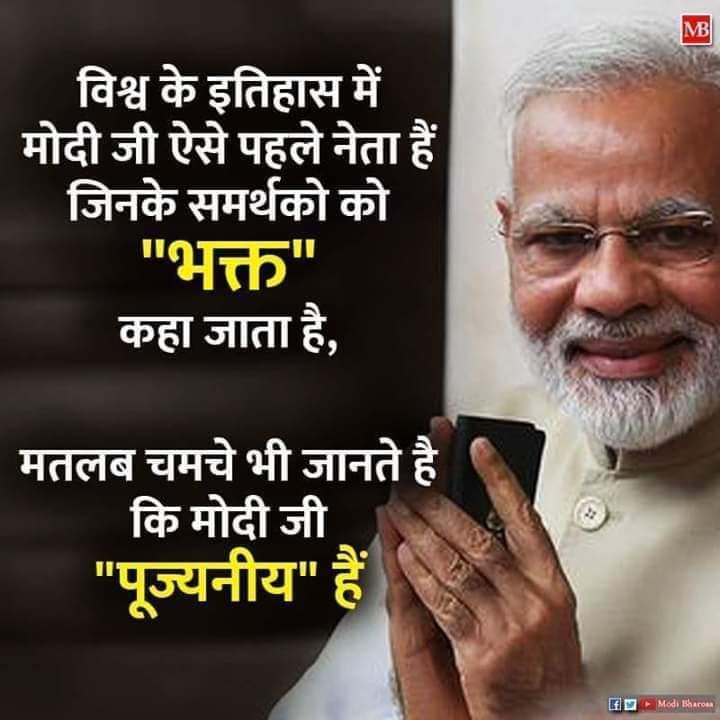 MB
विश्व के इतिहास में
मोदी जी ऐसे पहले नेता हैं
जिनके समर्थको को
"भक्त"
कहा जाता है,
मतलब चमचे भी जानते है
कि मोदी जी
"पूज्यनीय" हैं
Modi Bharosa